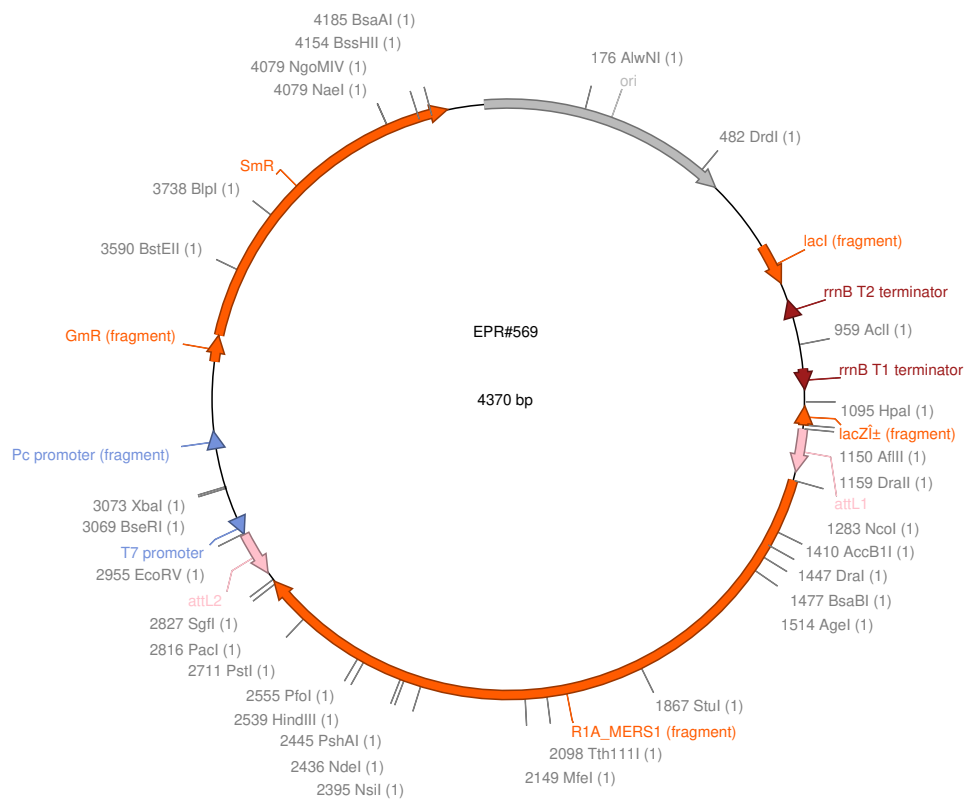 4185 BsaAI (1)
4154 BssHII (1)
4079 NgoMIV (1)
4079 NaeI (1)
176 AlwNI (1)
ori
482 DrdI (1)
SmR
3738 BlpI (1)
3590 BstEII (1)
lacI (fragment)
rrnB T2 terminator
959 AclI (1)
EPR#569
GmR (fragment)
rrnB T1 terminator
4370 bp
1095 HpaI (1)
lacZÎ± (fragment)
Pc promoter (fragment)
1150 AflII (1)
1159 DraII (1)
attL1
3073 XbaI (1)
3069 BseRI (1)
1283 NcoI (1)
T7 promoter
1410 AccB1I (1)
2955 EcoRV (1)
1447 DraI (1)
attL2
1477 BsaBI (1)
2827 SgfI (1)
1514 AgeI (1)
2816 PacI (1)
2711 PstI (1)
2555 PfoI (1)
1867 StuI (1)
2539 HindIII (1)
R1A_MERS1 (fragment)
2445 PshAI (1)
2098 Tth111I (1)
2436 NdeI (1)
2149 MfeI (1)
2395 NsiI (1)